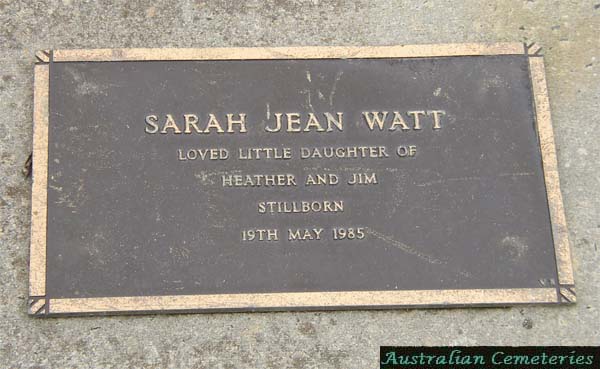 SARAH JEAN WATT
LOVED LITTLE DAUGHTER OF
HEATHER AND JIM
STILLBORN
19TH MAY 1985
Australian Cemeteries